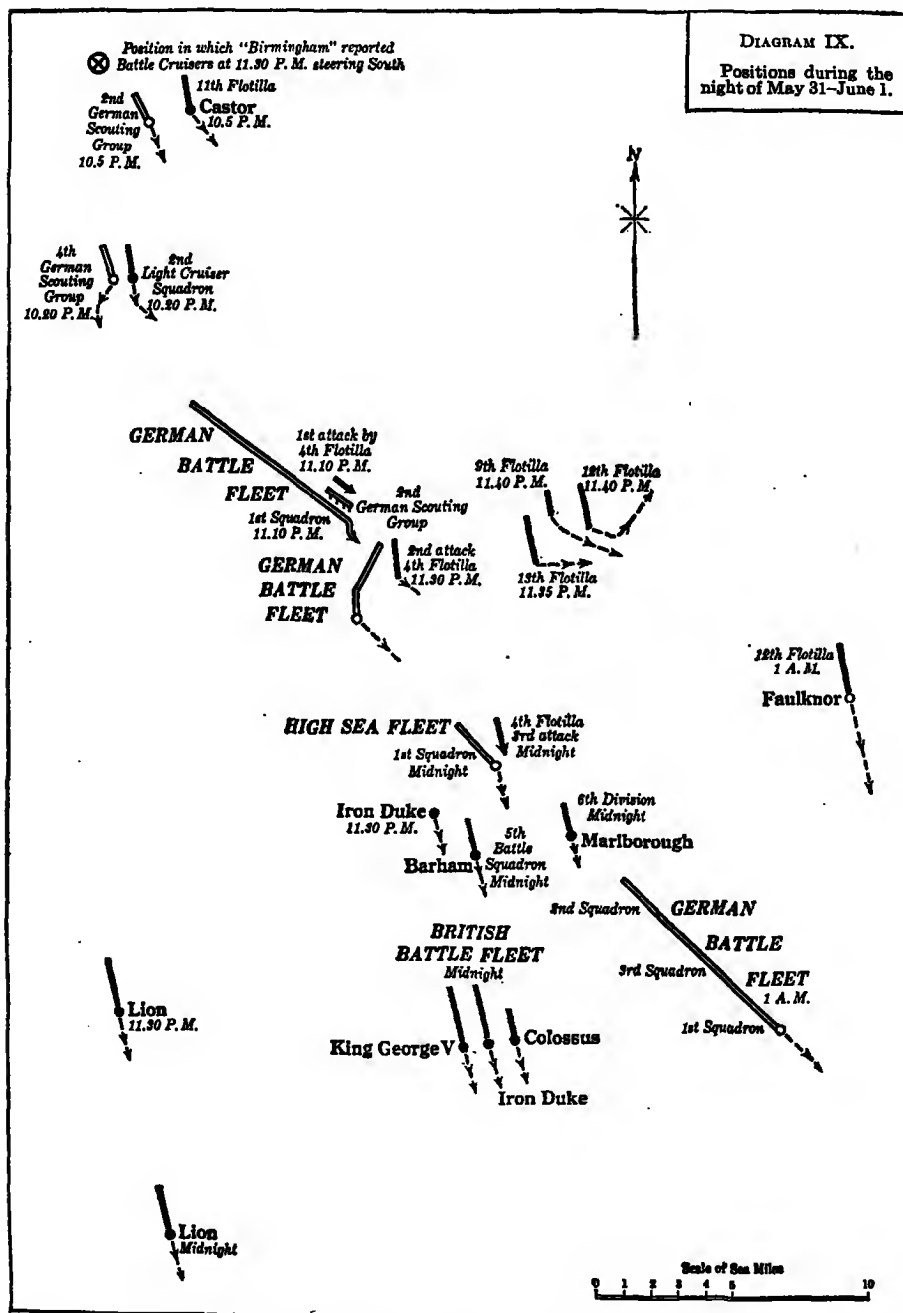 DIAGRAM IX.
Positions during the
night of May 31–June 1.
Position in which "Birmingham" reported
Battle Cruisers at 11.30 P. M. steering South
11th Flotilla
Castor
10.5 P. M.
2nd
German
Scouting
Group
10.5 P. M.
N
4th
German
Scouting
Group
10.20 P. M.
2nd
Light Cruiser
Squadron
10.20 P. M.
GERMAN
BATTLE
FLEET
1st Squadron
11.10 P. M.
1st attack by
4th Flotilla
11.10 P. M.
2nd
German Scouting
Group
9th Flotilla
11.40 P. M.
12th Flotilla
11.40 P. M.
GERMAN
BATTLE
FLEET
2nd attack
4th Flotilla
11.30 P. M.
13th Flotilla
11.35 P. M.
12th Flotilla
1 A. M.
Faulknor
HIGH SEA FLEET
1st Squadron
Midnight
4th Flotilla
3rd attack
Midnight
Iron Duke
11.30 P. M.
Barham
5th
Battle
Squadron
Midnight
6th Division
Midnight
Marlborough
2nd Squadron
GERMAN
BATTLE
FLEET
1 A. M.
3rd Squadron
1st Squadron
BRITISH
BATTLE FLEET
Midnight
Lion
11.30 P. M.
King George V
Colossus
Iron Duke
Lion
Midnight
Scale of Sea Miles
0 1 2 3 4 5 10